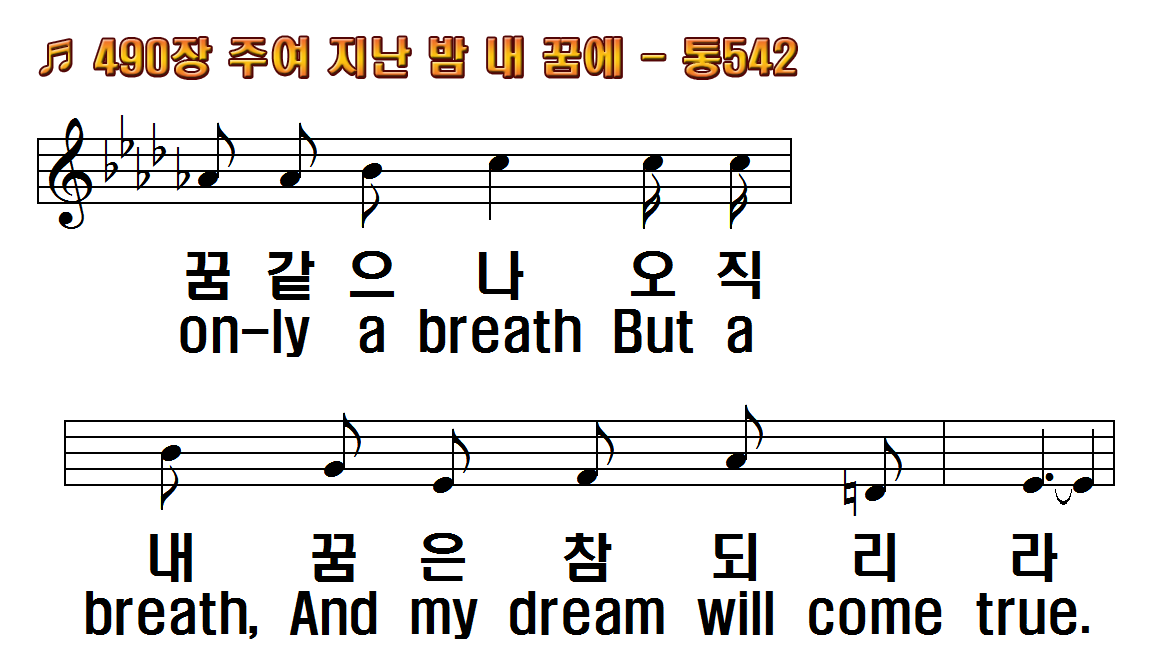 ♬ 490장 주여 지난 밤 내 꿈에 - 통542
꿈 같 으 나 오 직
on-ly a breath But a
내 꿈 은 참 되 리 라
breath, And my dream will come true.